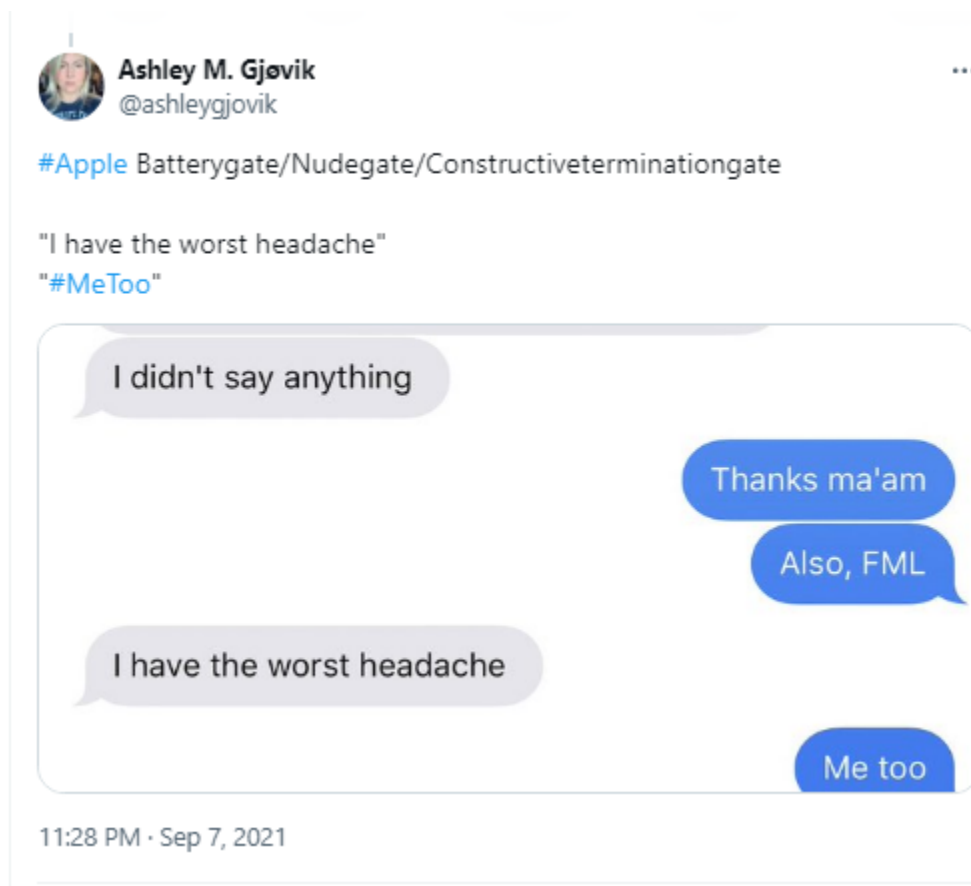 Ashley M. Gjøvik
@ashleygjovik
#Apple Batterygate/Nudegate/Constructiveterminationgate
"I have the worst headache"
"#MeToo"
I didn't say anything
Thanks ma'am
Also, FML
I have the worst headache
Me too
11:28 PM · Sep 7, 2021